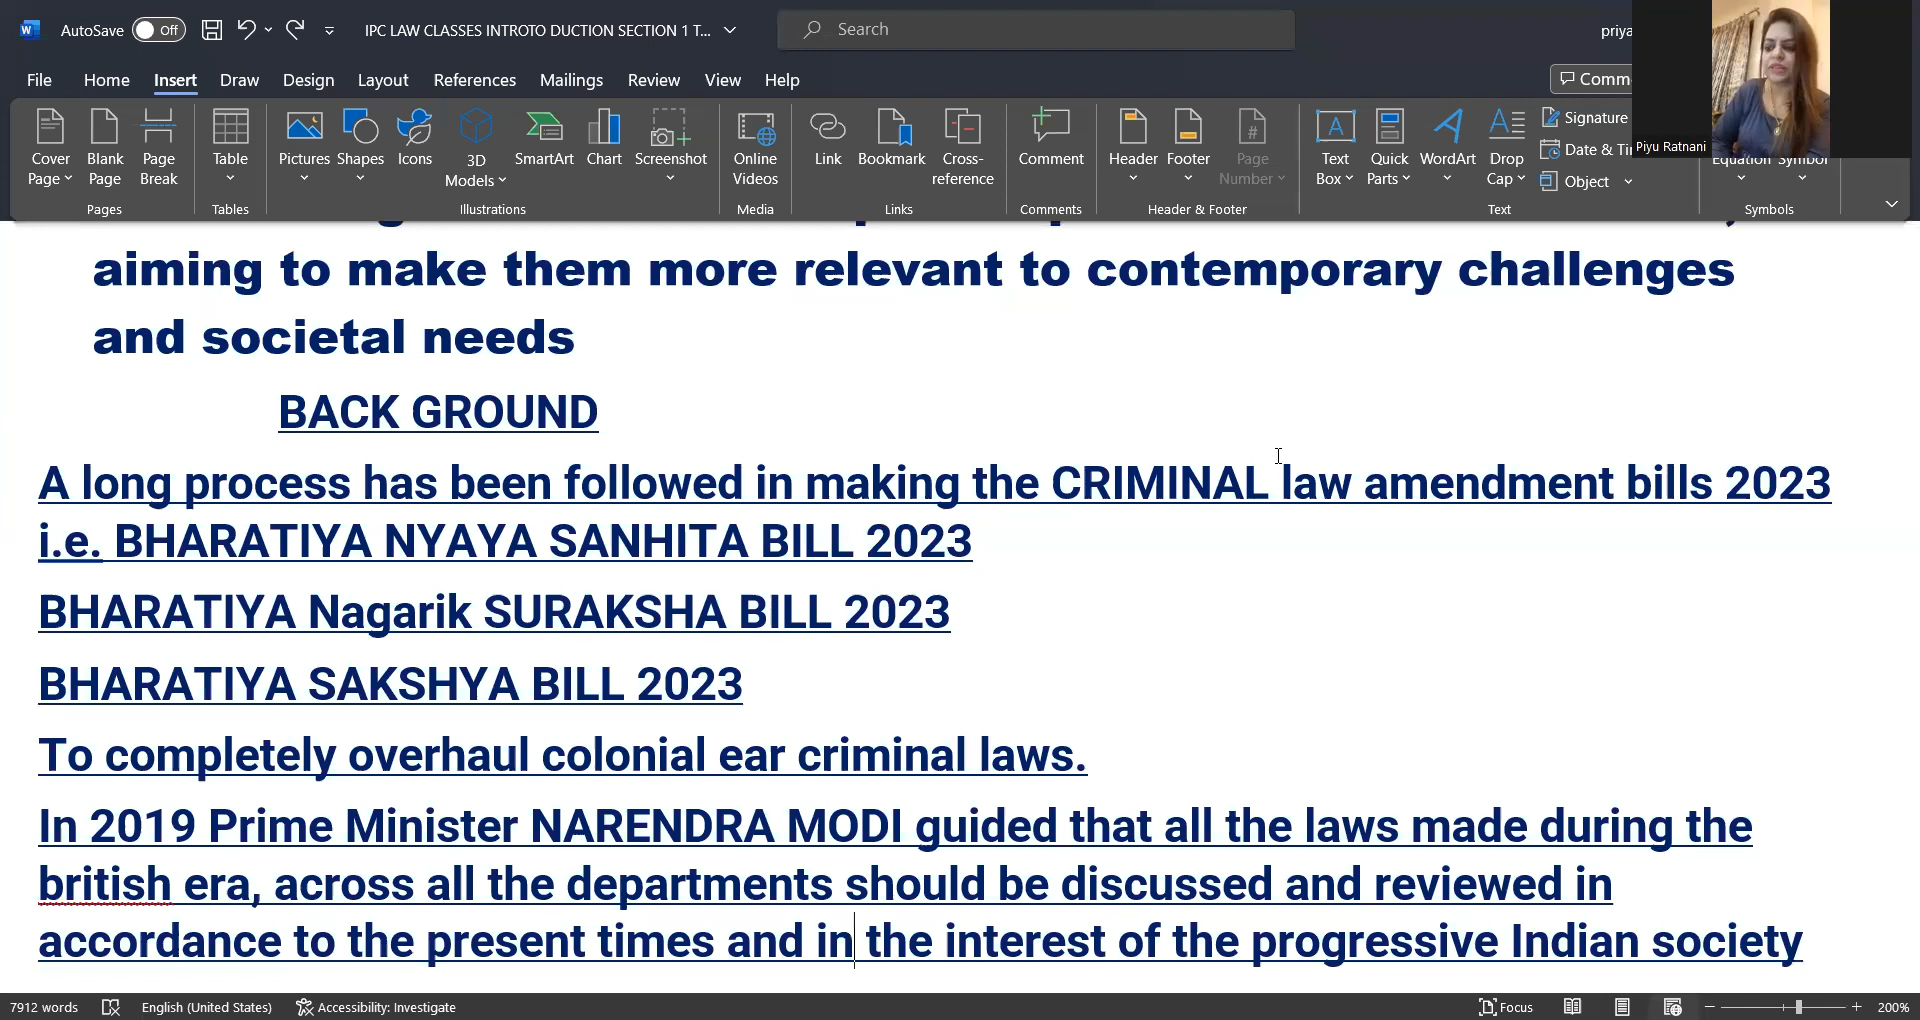 AutoSave Off IPC LAW CLASSES INTROTO DUCTION SECTION 1 T... Search priya
File Home Insert Draw Design Layout References Mailings Review View Help Comm
Cover Page Blank Page Page Break Table Pictures Shapes Icons 3D Models SmartArt Chart Screenshot Online Videos Link Bookmark Cross-reference Comment Header Footer Page Number Text Box Quick Parts WordArt Drop Cap Signature Date & Ti Object Equation Symbol
Piyu Ratnani
Pages Tables Illustrations Media Links Comments Header & Footer Text Symbols
aiming to make them more relevant to contemporary challenges
and societal needs
BACK GROUND
A long process has been followed in making the CRIMINAL law amendment bills 2023
i.e. BHARATIYA NYAYA SANHITA BILL 2023
BHARATIYA Nagarik SURAKSHA BILL 2023
BHARATIYA SAKSHYA BILL 2023
To completely overhaul colonial ear criminal laws.
In 2019 Prime Minister NARENDRA MODI guided that all the laws made during the
british era, across all the departments should be discussed and reviewed in
accordance to the present times and in the interest of the progressive Indian society
7912 words English (United States) Accessibility: Investigate Focus 200%